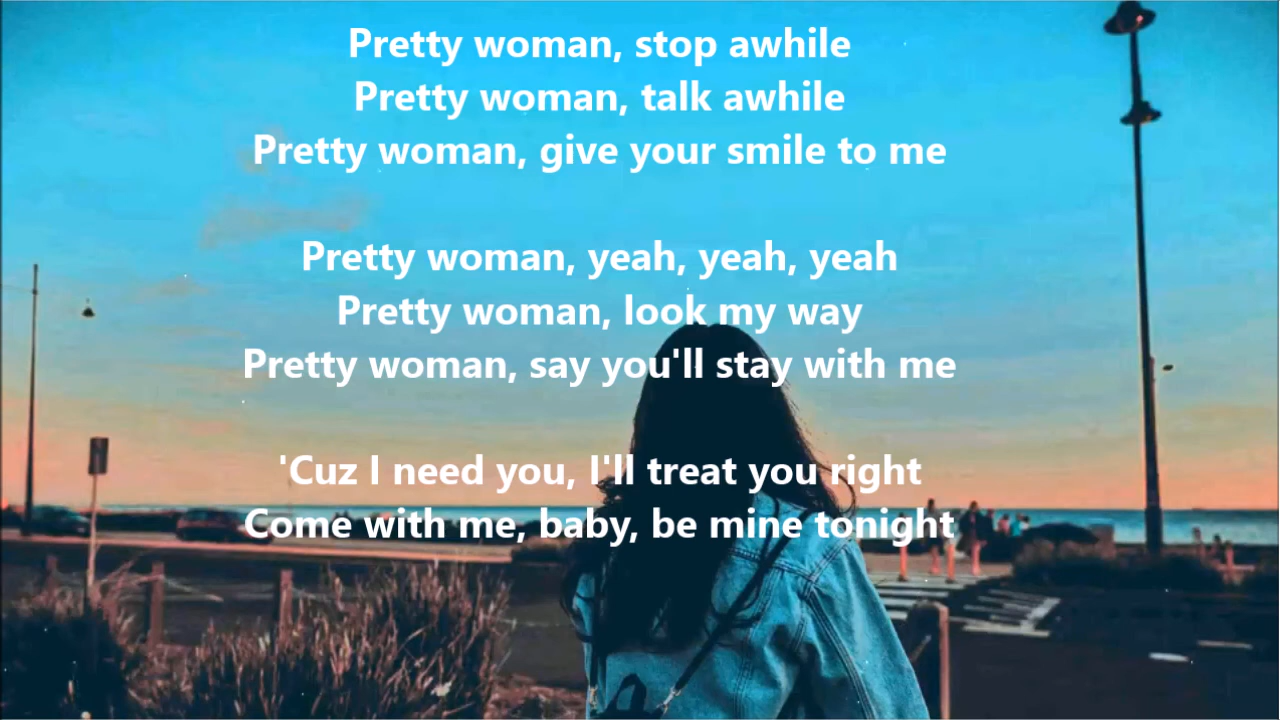 Pretty woman, stop awhile
Pretty woman, talk awhile
Pretty woman, give your smile to me
Pretty woman, yeah, yeah, yeah
Pretty woman, look my way
Pretty woman, say you'll stay with me
'Cuz I need you, I'll treat you right
Come with me, baby, be mine tonight